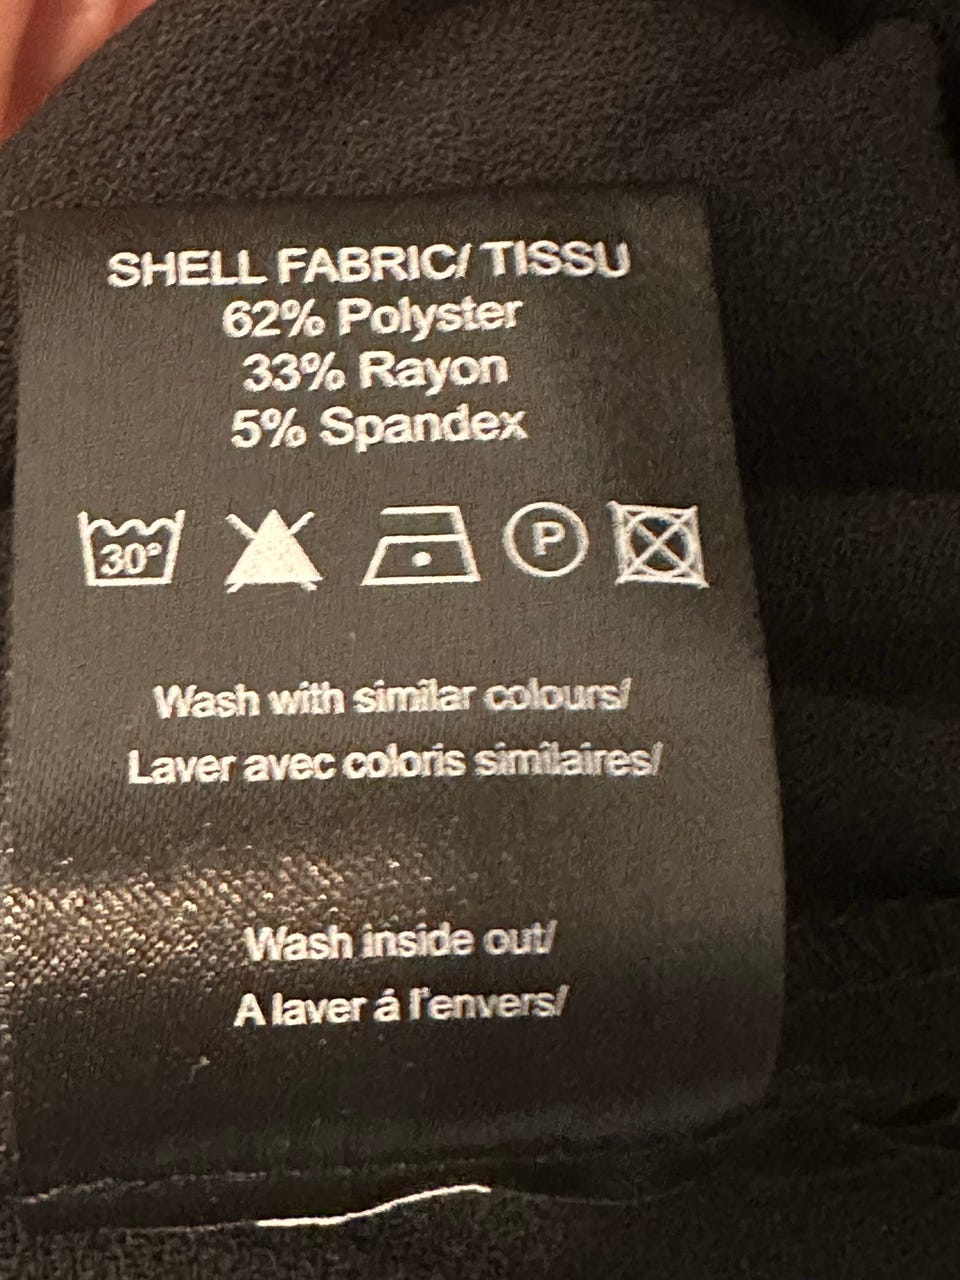 SHELL FABRIC/ TISSU
62% Polyster
33% Rayon
5% Spandex
30° P
Wash with similar colours/
Laver avec coloris similaires/
Wash inside out/
A laver á l'envers/